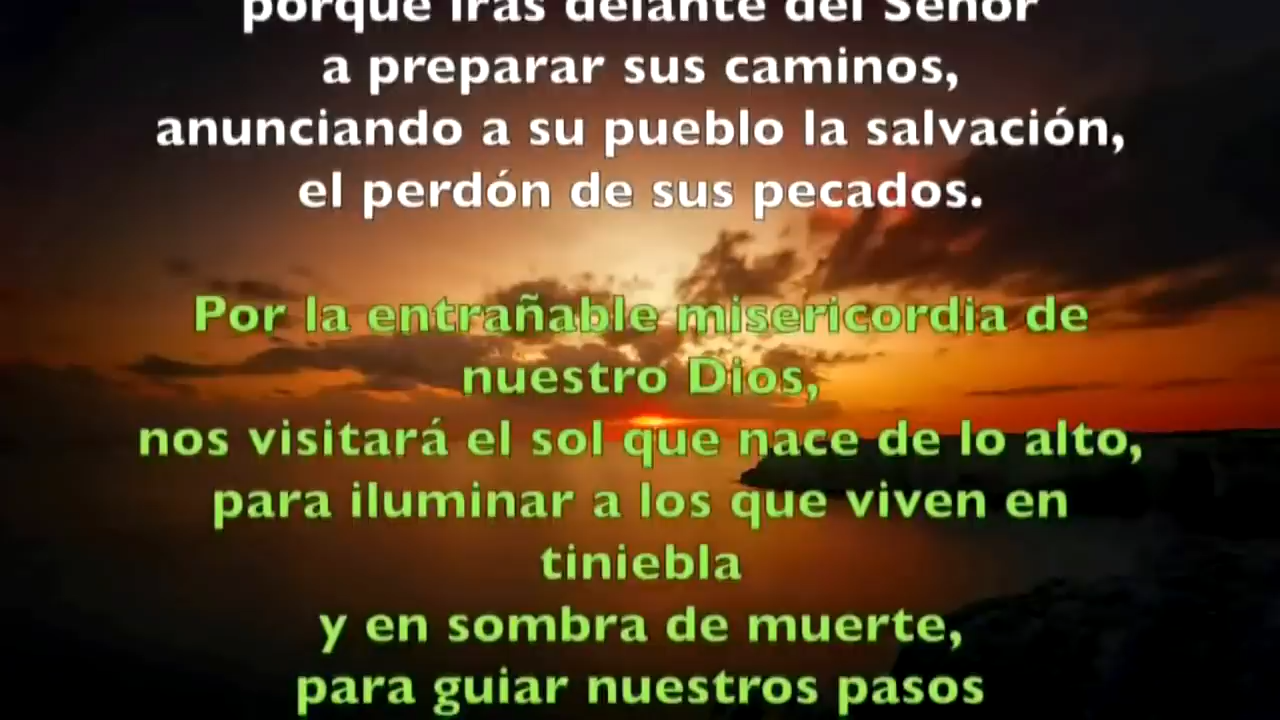 porque irás delante del Señor
a preparar sus caminos,
anunciando a su pueblo la salvación,
el perdón de sus pecados.
Por la entrañable misericordia de
nuestro Dios,
nos visitará el sol que nace de lo alto,
para iluminar a los que viven en
tiniebla
y en sombra de muerte,
para guiar nuestros pasos